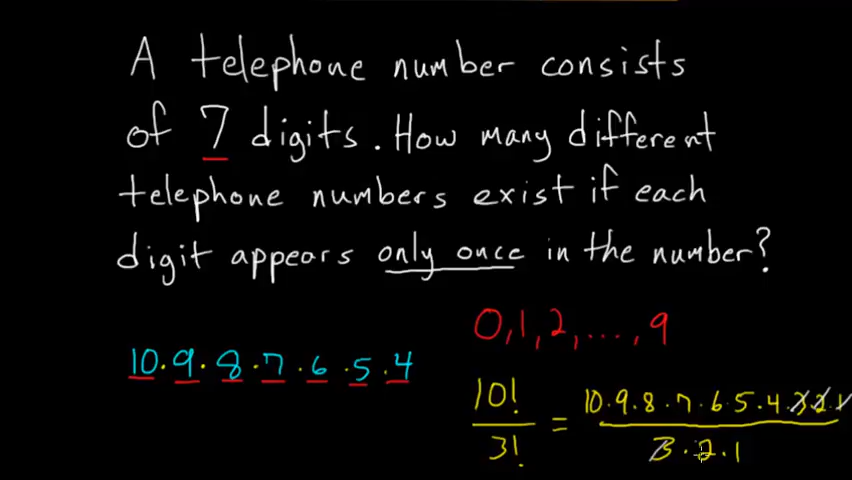 A telephone number consists
of 7 digits. How many different
telephone numbers exist if each
digit appears only once in the number?
0,1,2,....,9
10·9·8·7·6·5·4
10!/3! = 10·9·8·7·6·5·4·3·2·1/3·2·1